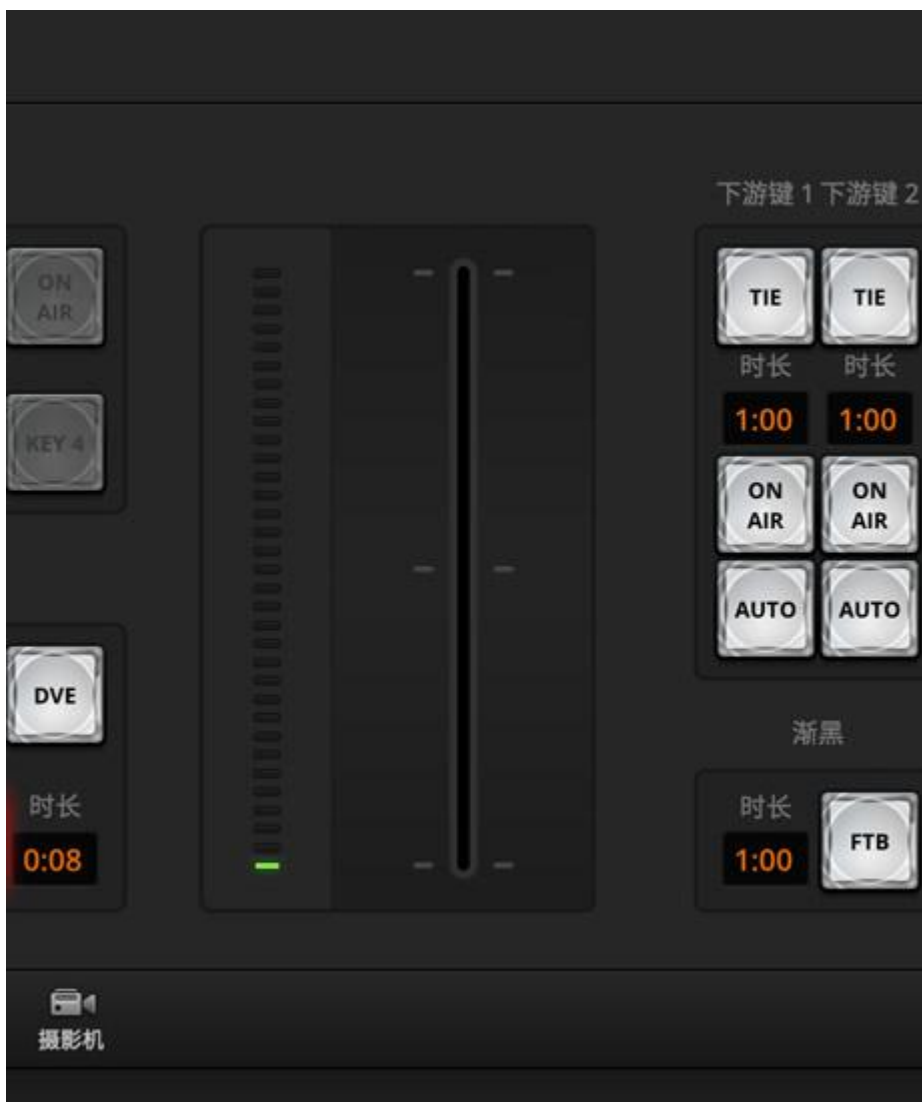 下游键 1 下游键 2
ON
AIR
TIE
TIE
时长
时长
1:00
1:00
KEY 4
ON
AIR
ON
AIR
AUTO
AUTO
DVE
渐黑
时长
0:08
时长
1:00
FTB
摄影机